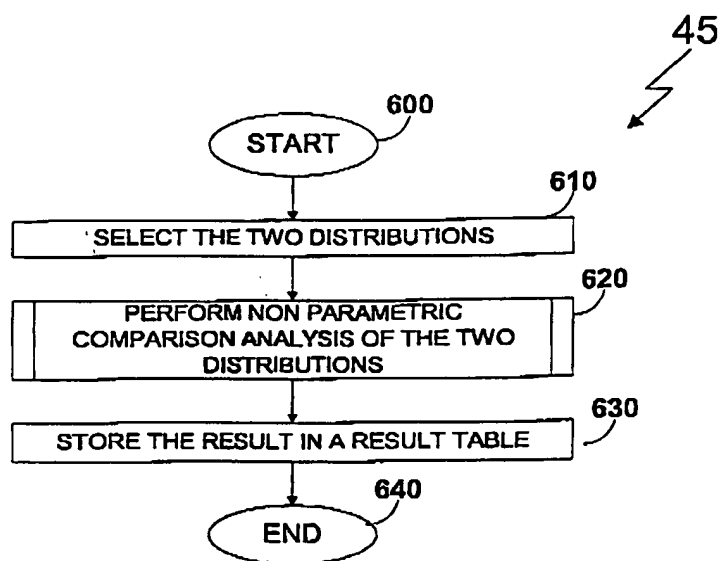 45
600
START
610
SELECT THE TWO DISTRIBUTIONS
620
PERFORM NON PARAMETRIC
COMPARISON ANALYSIS OF THE TWO
DISTRIBUTIONS
630
STORE THE RESULT IN A RESULT TABLE
640
END